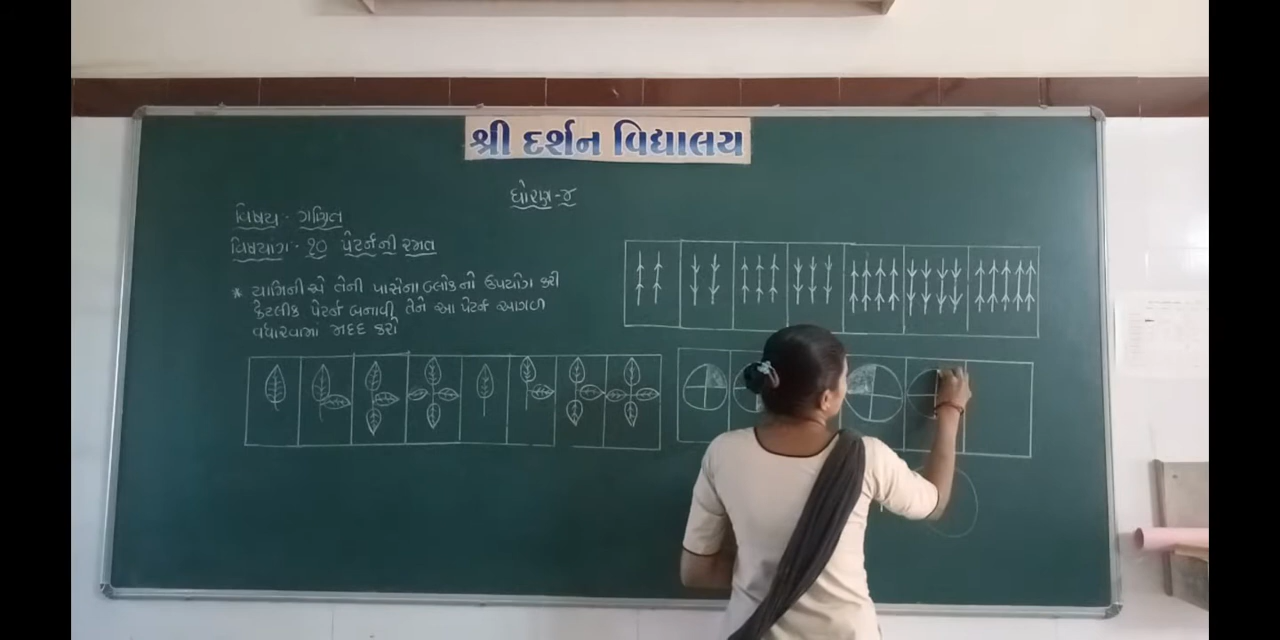 શ્રી દર્શન વિદ્યાલય
ધોરણ-૪
વિષય - ગણિત
વિષયાંગ - ૧૦ પેટર્નની રમત
* યામિનીએ તેની પાસેના બ્લોકનો ઉપયોગ કરી
કેટલીક પેટર્ન બનાવી તેને આ પેટર્ન આગળ
વધારવામાં મદદ કરો